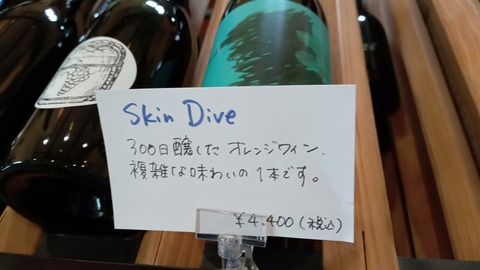 Skin Dive
300日醸した オレンジワイン.
複雑な味わいの1本です。
¥4.400(税込)